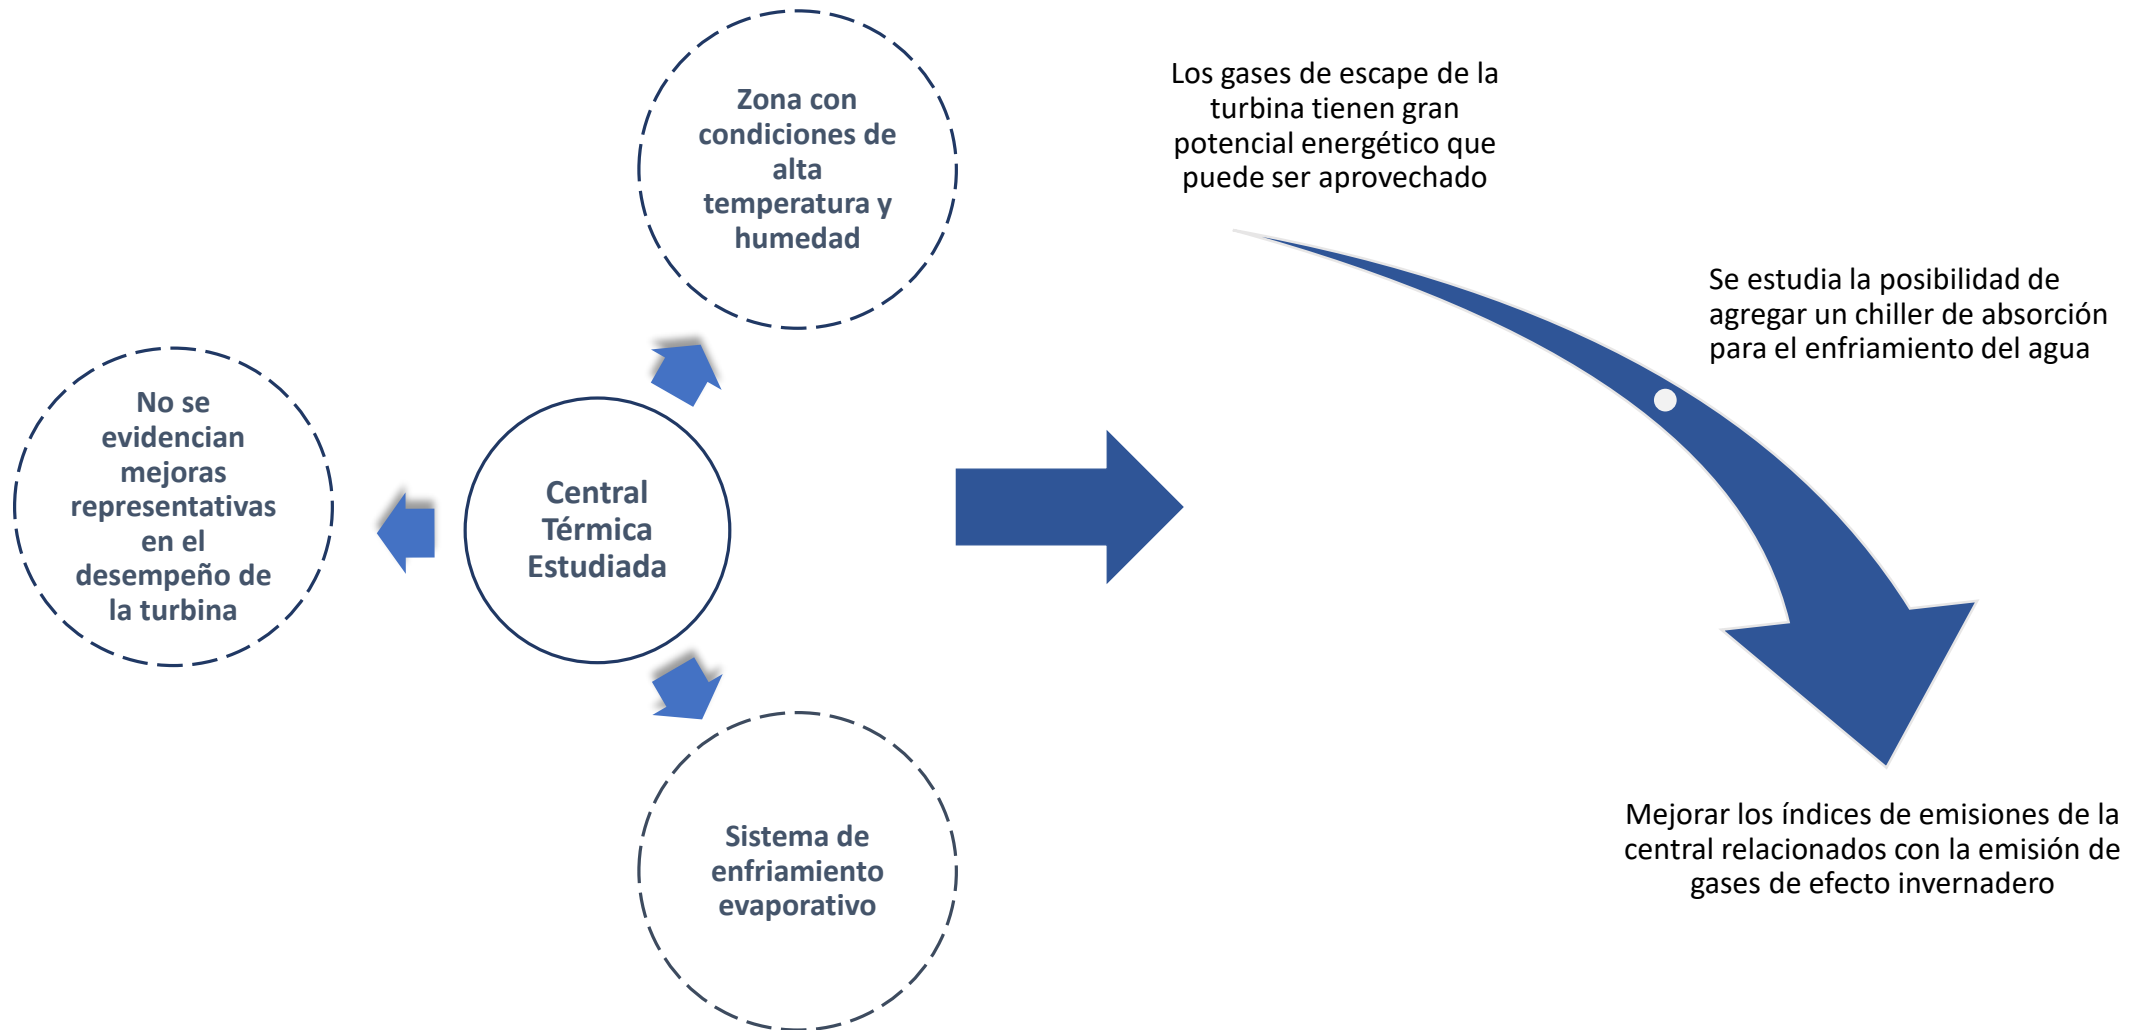 Zona con
condiciones de
alta
temperatura y
humedad
No se
evidencian
mejoras
representativas
en el
desempeño de
la turbina
Central
Térmica
Estudiada
Sistema de
enfriamiento
evaporativo
Los gases de escape de la
turbina tienen gran
potencial energético que
puede ser aprovechado
Se estudia la posibilidad de
agregar un chiller de absorción
para el enfriamiento del agua
Mejorar los índices de emisiones de la
central relacionados con la emisión de
gases de efecto invernadero